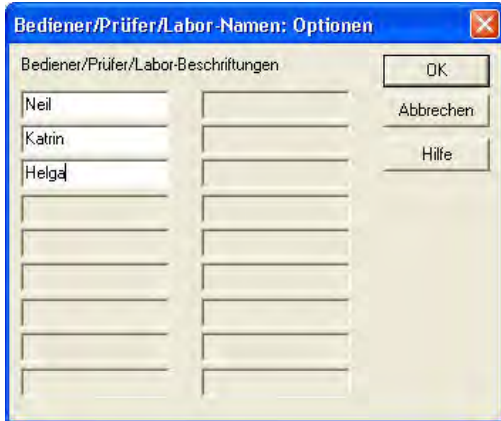 Bediener/Prüfer/Labor-Namen: Optionen
Bediener/Prüfer/Labor-Beschriftungen
OK
Neil
Abbrechen
Katrin
Hilfe
Helga